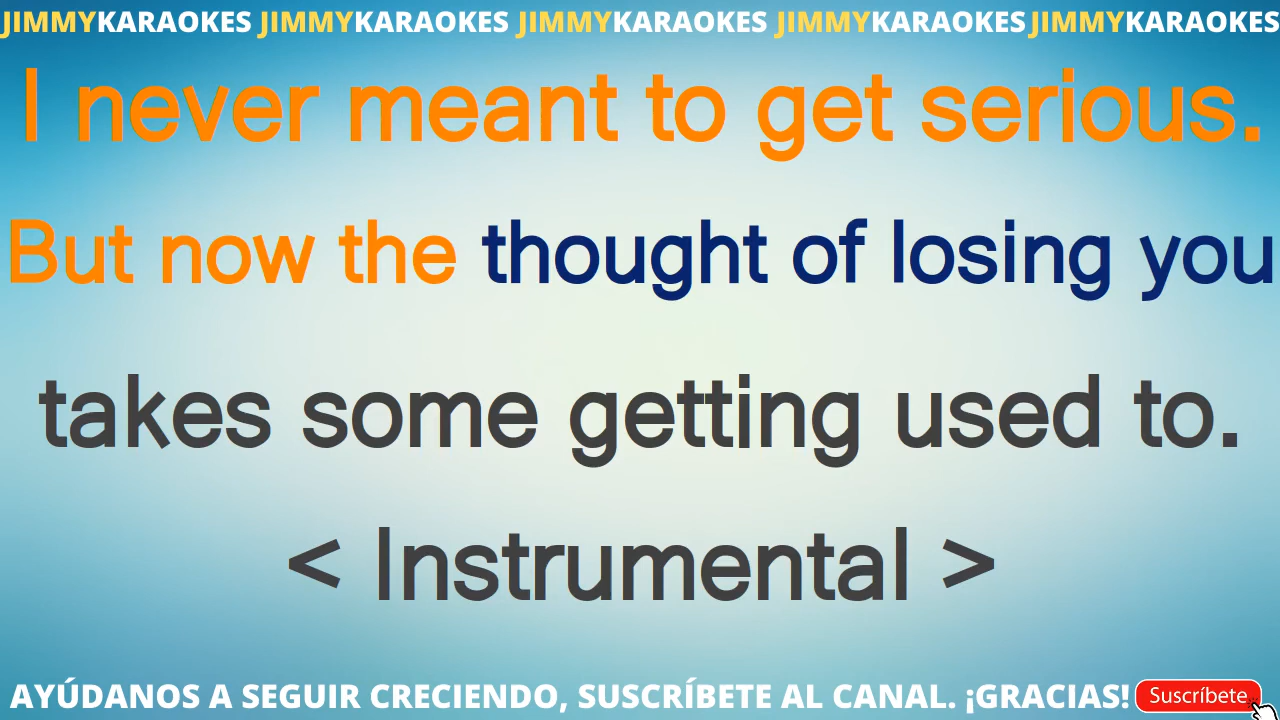 JIMMYKARAOKES JIMMYKARAOKES JIMMYKARAOKES JIMMYKARAOKES JIMMYKARAOKES
I never meant to get serious.
But now the thought of losing you
takes some getting used to.
< Instrumental >
AYÚDANOS A SEGUIR CRECIENDO, SUSCRÍBETE AL CANAL. ¡GRACIAS! Suscríbete